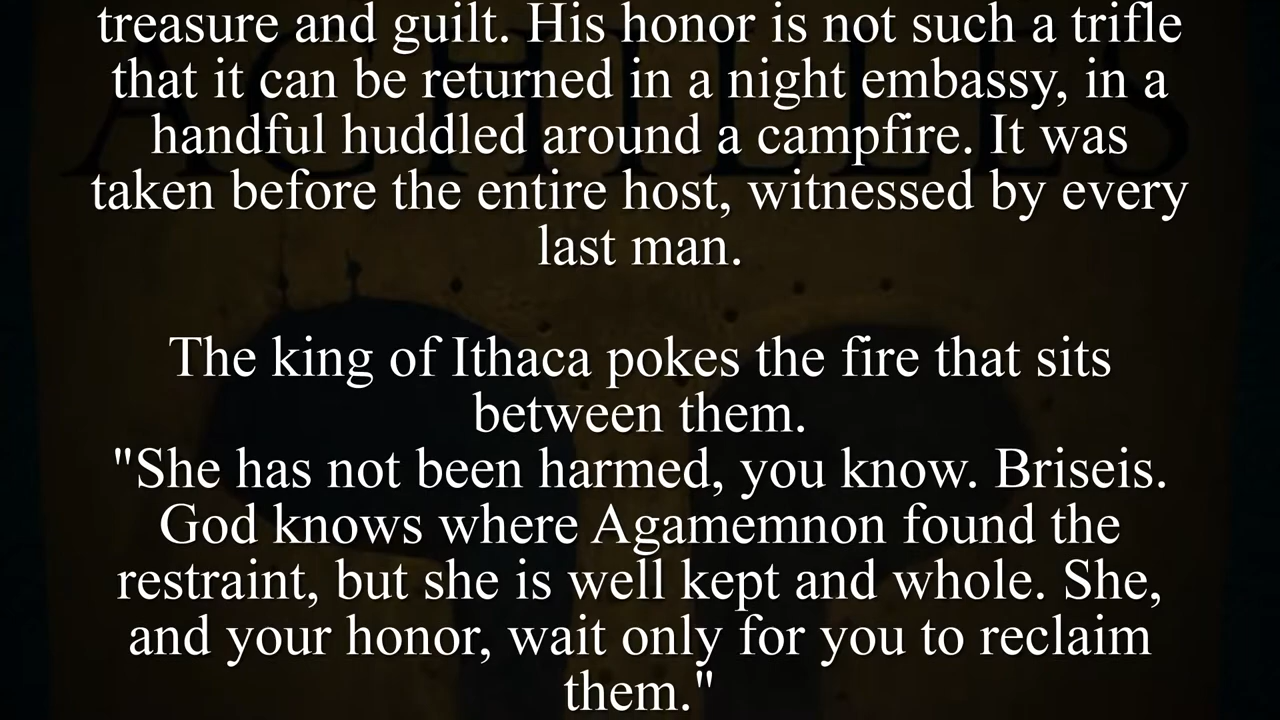 ACHILLES
treasure and guilt. His honor is not such a trifle
that it can be returned in a night embassy, in a
handful huddled around a campfire. It was
taken before the entire host, witnessed by every
last man.
The king of Ithaca pokes the fire that sits
between them.
"She has not been harmed, you know. Briseis.
God knows where Agamemnon found the
restraint, but she is well kept and whole. She,
and your honor, wait only for you to reclaim
them."